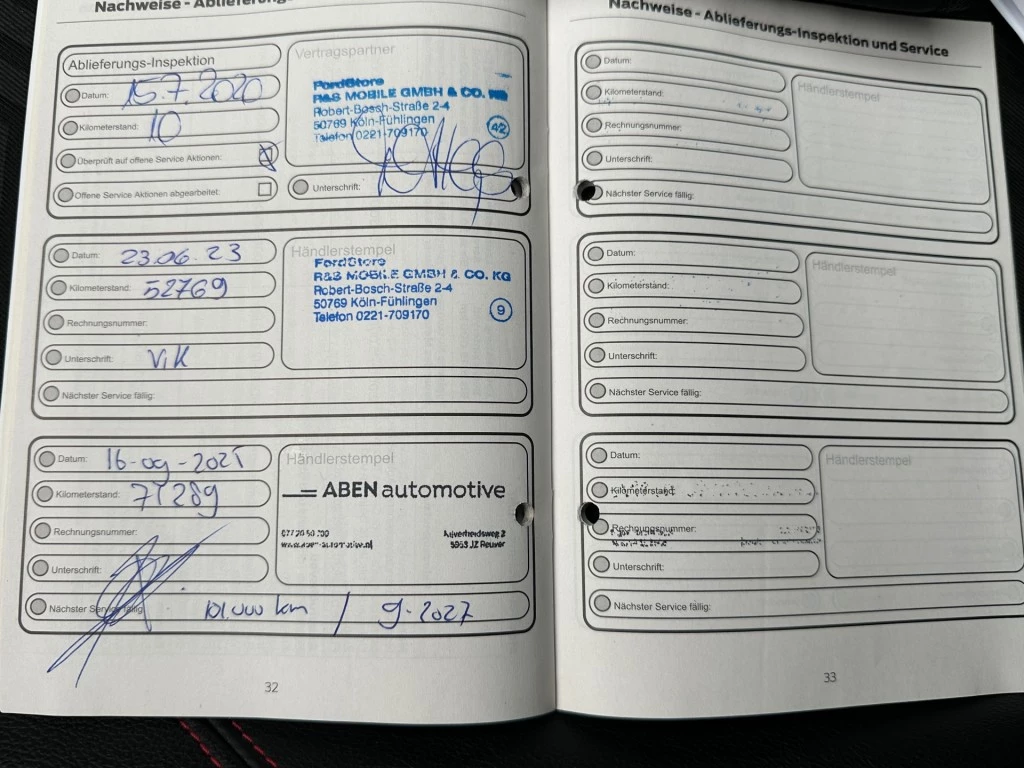 Nachweise - Ablieferungs
Ablieferungs-Inspektion
Datum: 15.7.2020
Kilometerstand: 10
Überprüft auf offene Service Aktionen:
Offene Service Aktionen abgearbeitet:
Vertragspartner
FordStore
R&S MOBILE GMBH & CO. KG
Robert-Bosch-Straße 2-4
50769 Köln-Fühlingen
Telefon 0221-709170
42
Unterschrift:
Datum: 23.06.23
Kilometerstand: 52769
Rechnungsnummer:
Unterschrift: ViK
Nächster Service fällig:
Händlerstempel
FordStore
R&S MOBILE GMBH & CO. KG
Robert-Bosch-Straße 2-4
50769 Köln-Fühlingen
Telefon 0221-709170
9
Datum: 16-09-2025
Kilometerstand: 71289
Rechnungsnummer:
Unterschrift:
Nächster Service fällig: 101.000 km / 9-2027
Händlerstempel
ABEN automotive
Reuver
32
Nachweise - Ablieferungs-Inspektion und Service
Datum:
Kilometerstand:
Rechnungsnummer:
Unterschrift:
Nächster Service fällig:
Händlerstempel
Datum:
Kilometerstand:
Rechnungsnummer:
Unterschrift:
Nächster Service fällig:
Händlerstempel
Datum:
Kilometerstand:
Rechnungsnummer:
Unterschrift:
Nächster Service fällig:
Händlerstempel
33